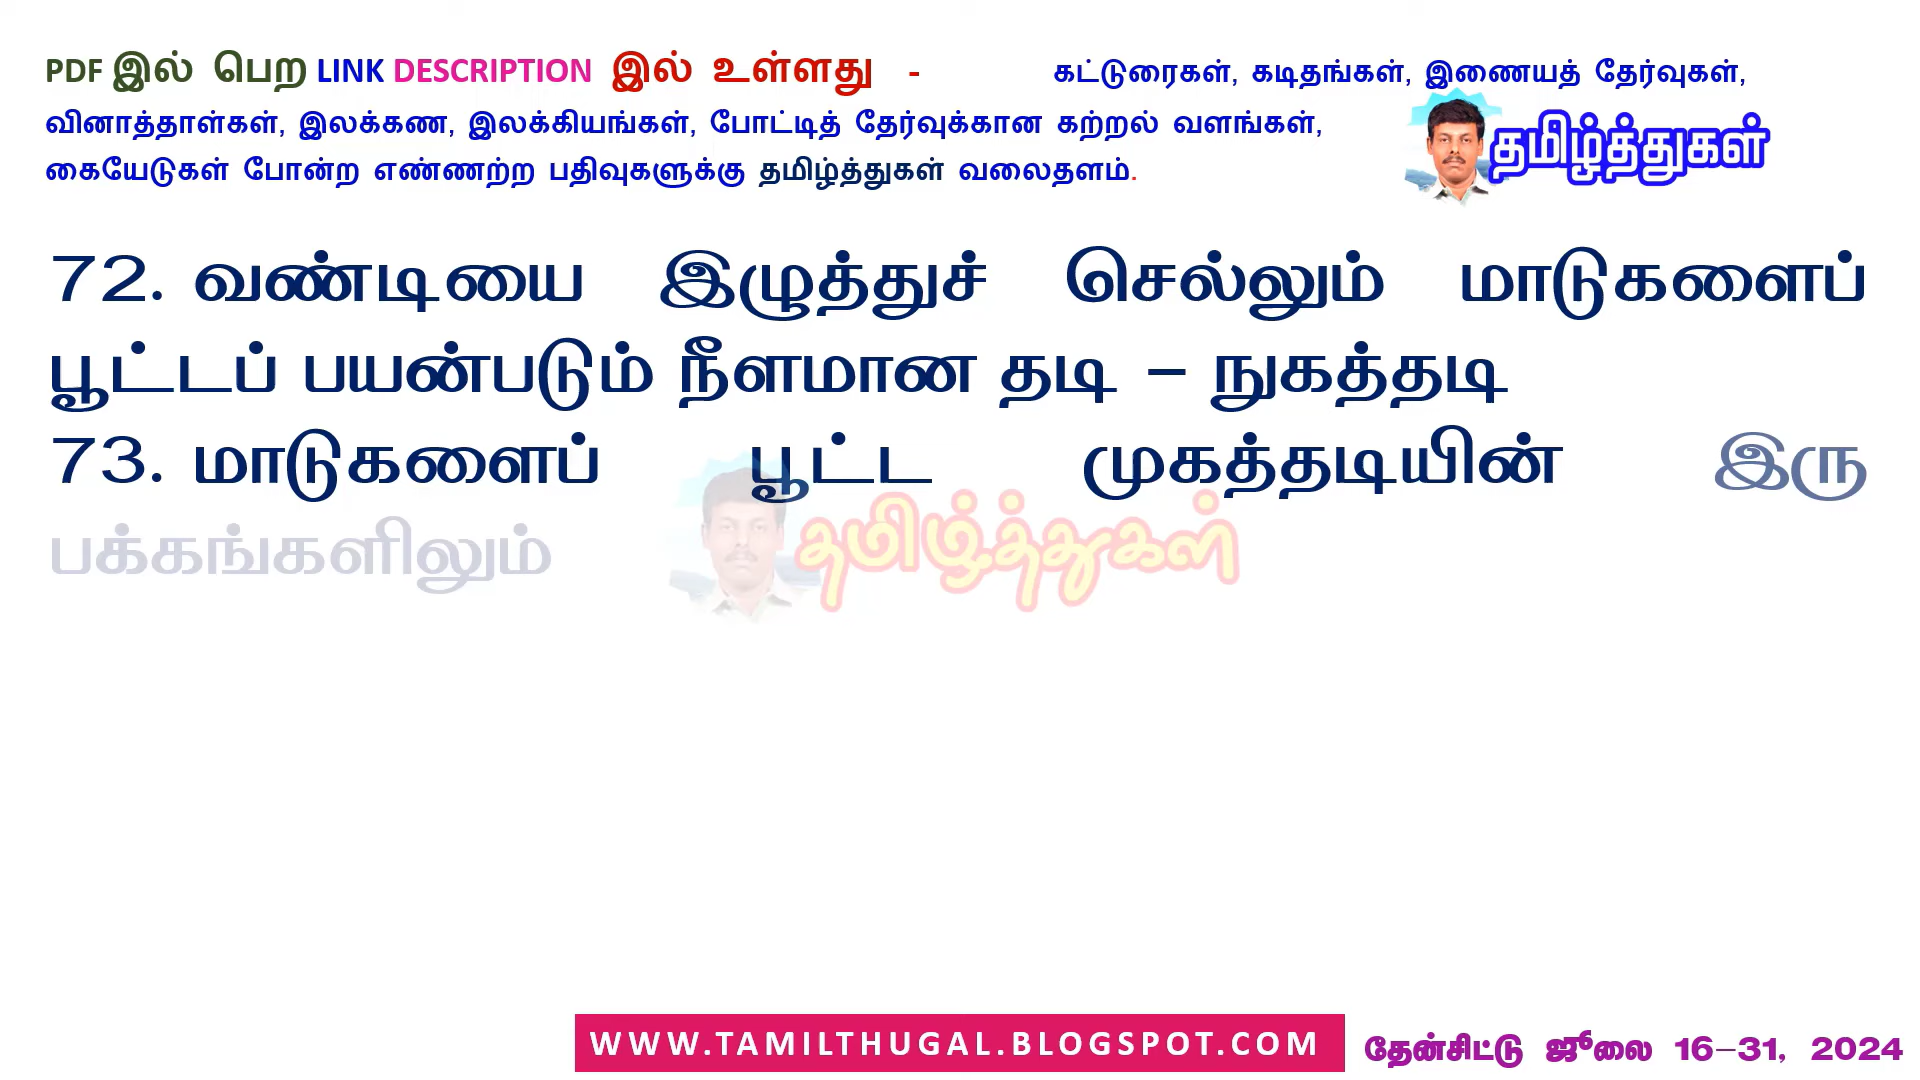 PDF இல் பெற LINK DESCRIPTION இல் உள்ளது - கட்டுரைகள், கடிதங்கள், இணையத் தேர்வுகள்,
வினாத்தாள்கள், இலக்கண, இலக்கியங்கள், போட்டித் தேர்வுக்கான கற்றல் வளங்கள்,
கையேடுகள் போன்ற எண்ணற்ற பதிவுகளுக்கு தமிழ்த்துகள் வலைதளம்.
தமிழ்த்துகள்
72. வண்டியை இழுத்துச் செல்லும் மாடுகளைப்
பூட்டப் பயன்படும் நீளமான தடி – நுகத்தடி
73. மாடுகளைப் பூட்ட முகத்தடியின் இரு
பக்கங்களிலும்
தமிழ்த்துகள்
WWW.TAMILTHUGAL.BLOGSPOT.COM
தேன்சிட்டு ஜூலை 16–31, 2024